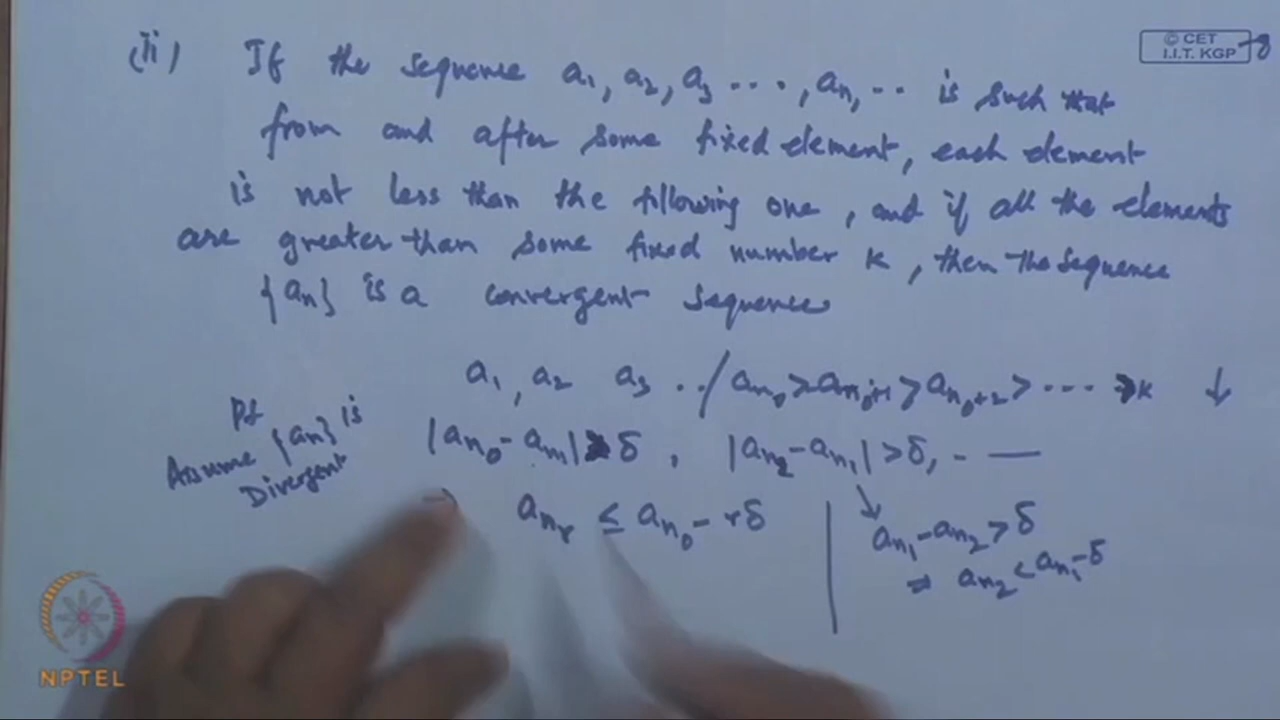 © CET
I.I.T. KGP
(ii) If the sequence a₁, a₂, a₃ ..., aₙ, .. is such that
from and after some fixed element, each element
is not less than the following one, and if all the elements
are greater than some fixed number K, then the sequence
{aₙ} is a convergent sequence
a₁, a₂ a₃ .. / aₙ₀ > aₙ₀₊₁ > aₙ₀₊₂ > ... > K ↓
Pf
Assume {aₙ} is
Divergent
|aₙ₀ - aₙ₁| > δ, |aₙ₂ - aₙ₁| > δ, - —
aₙᵣ ≤ aₙ₀ - rδ
aₙ₁ - aₙ₂ > δ
⇒ aₙ₂ < aₙ₁ - δ
NPTEL